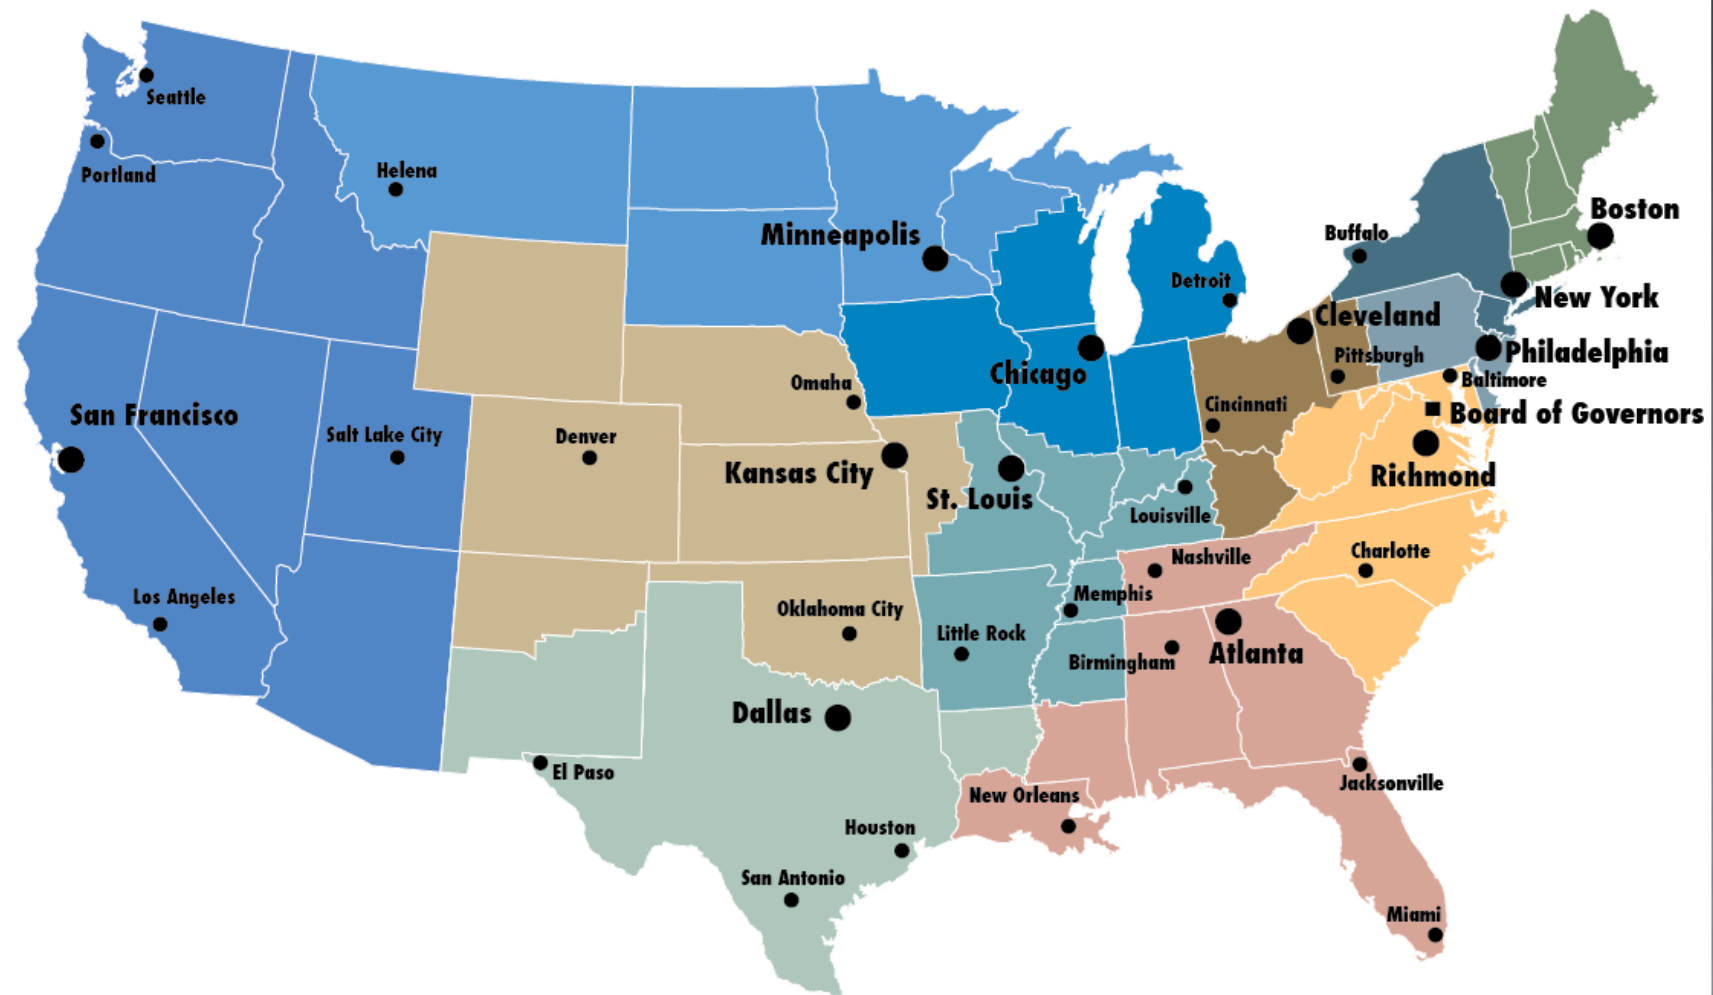 Seattle
Portland
Helena
Minneapolis
Boston
Buffalo
Detroit
New York
Cleveland
Pittsburgh
Philadelphia
Baltimore
Chicago
Omaha
Cincinnati
Board of Governors
San Francisco
Salt Lake City
Denver
Kansas City
St. Louis
Louisville
Richmond
Nashville
Charlotte
Los Angeles
Oklahoma City
Memphis
Little Rock
Birmingham
Atlanta
Dallas
El Paso
New Orleans
Jacksonville
Houston
San Antonio
Miami